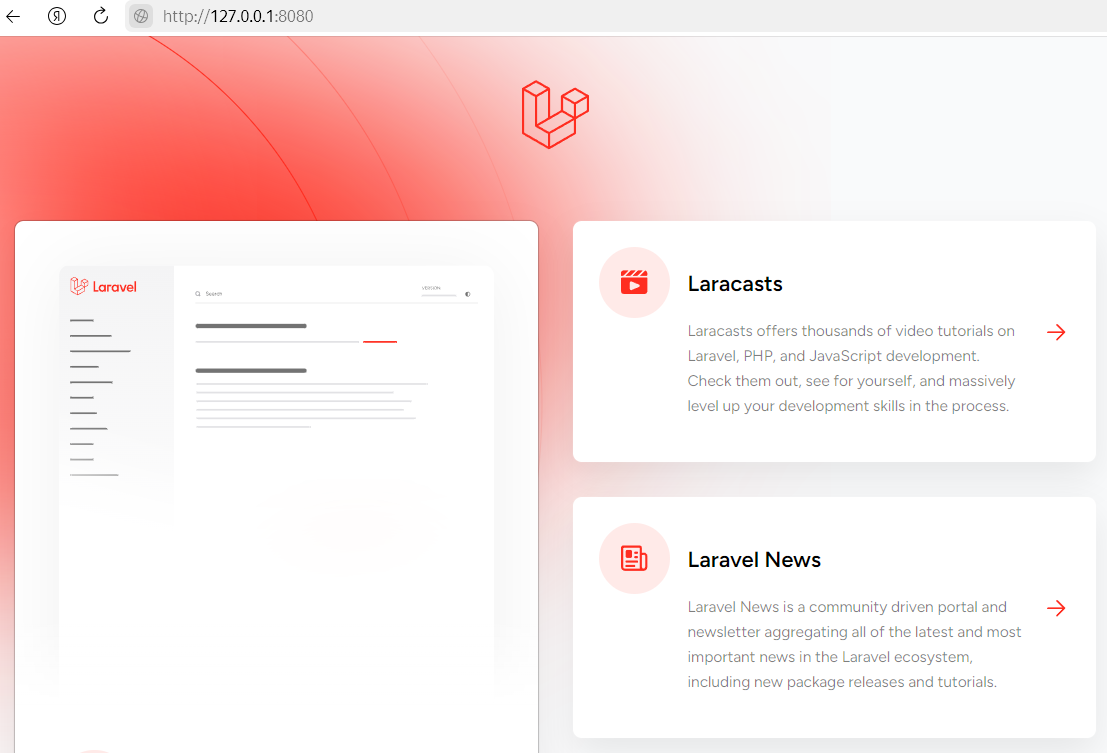 Я
http://127.0.0.1:8080
Laravel
Search
VERSION
Laracasts
Laracasts offers thousands of video tutorials on
Laravel, PHP, and JavaScript development.
Check them out, see for yourself, and massively
level up your development skills in the process.
Laravel News
Laravel News is a community driven portal and
newsletter aggregating all of the latest and most
important news in the Laravel ecosystem,
including new package releases and tutorials.